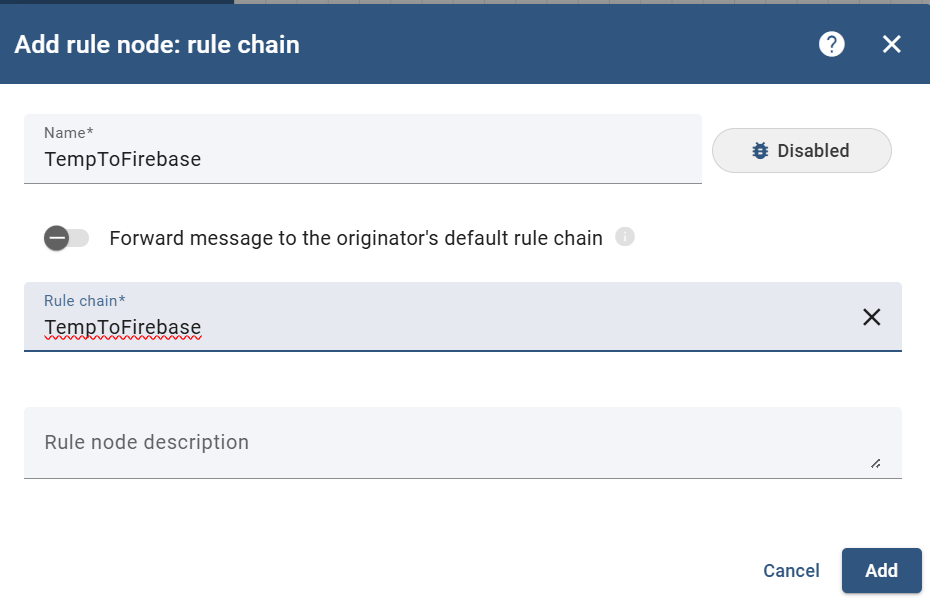 Add rule node: rule chain
?
Name*
TempToFirebase
Disabled
Forward message to the originator's default rule chain
Rule chain*
TempToFirebase
Rule node description
Cancel
Add